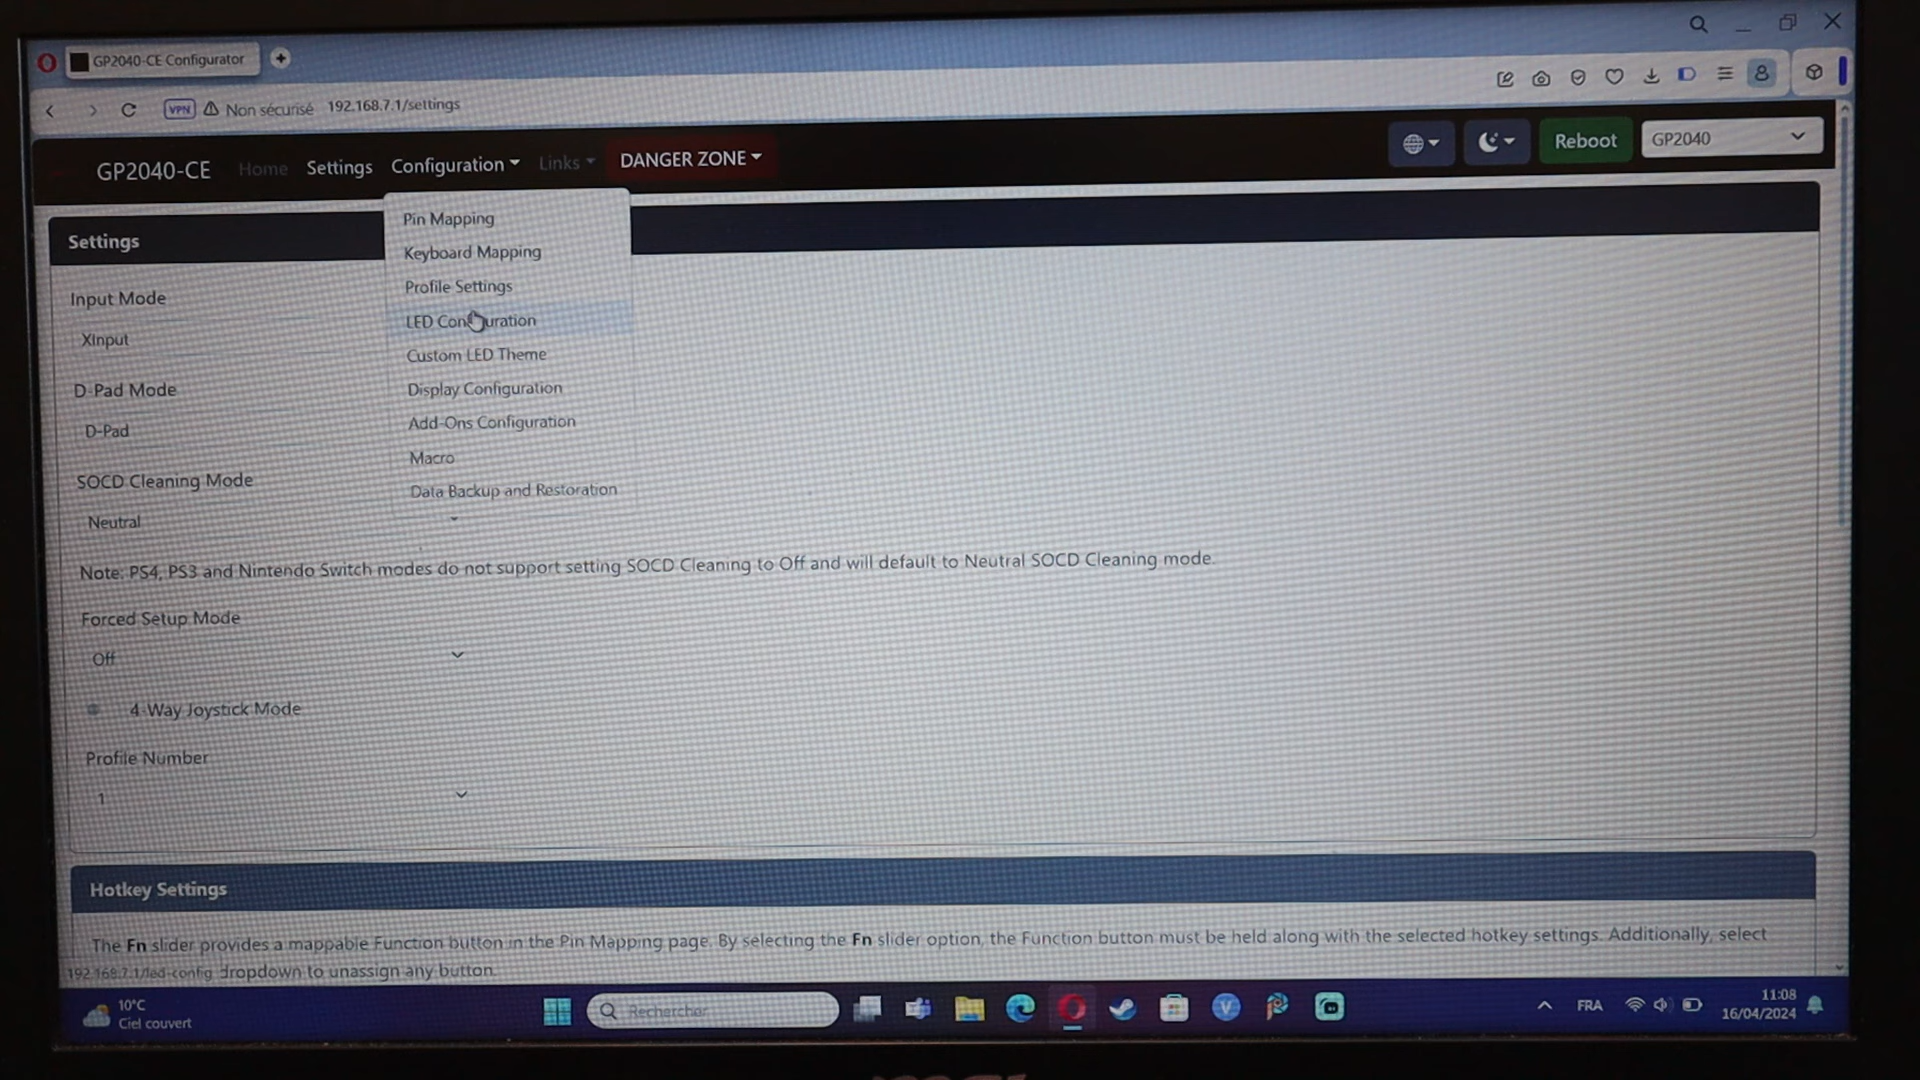 GP2040-CE Configurator
VPN Non sécurisé 192.168.7.1/settings
GP2040-CE Home Settings Configuration Links DANGER ZONE Reboot GP2040
Pin Mapping
Keyboard Mapping
Profile Settings
LED Configuration
Custom LED Theme
Display Configuration
Add-Ons Configuration
Macro
Data Backup and Restoration
Settings
Input Mode
XInput
D-Pad Mode
D-Pad
SOCD Cleaning Mode
Neutral
Note: PS4, PS3 and Nintendo Switch modes do not support setting SOCD Cleaning to Off and will default to Neutral SOCD Cleaning mode.
Forced Setup Mode
Off
4-Way Joystick Mode
Profile Number
1
Hotkey Settings
The Fn slider provides a mappable Function button in the Pin Mapping page. By selecting the Fn slider option, the Function button must be held along with the selected hotkey settings. Additionally, select
192.168.7.1/led-config dropdown to unassign any button.
10°C
Ciel couvert
Rechercher
FRA
11:08
16/04/2024